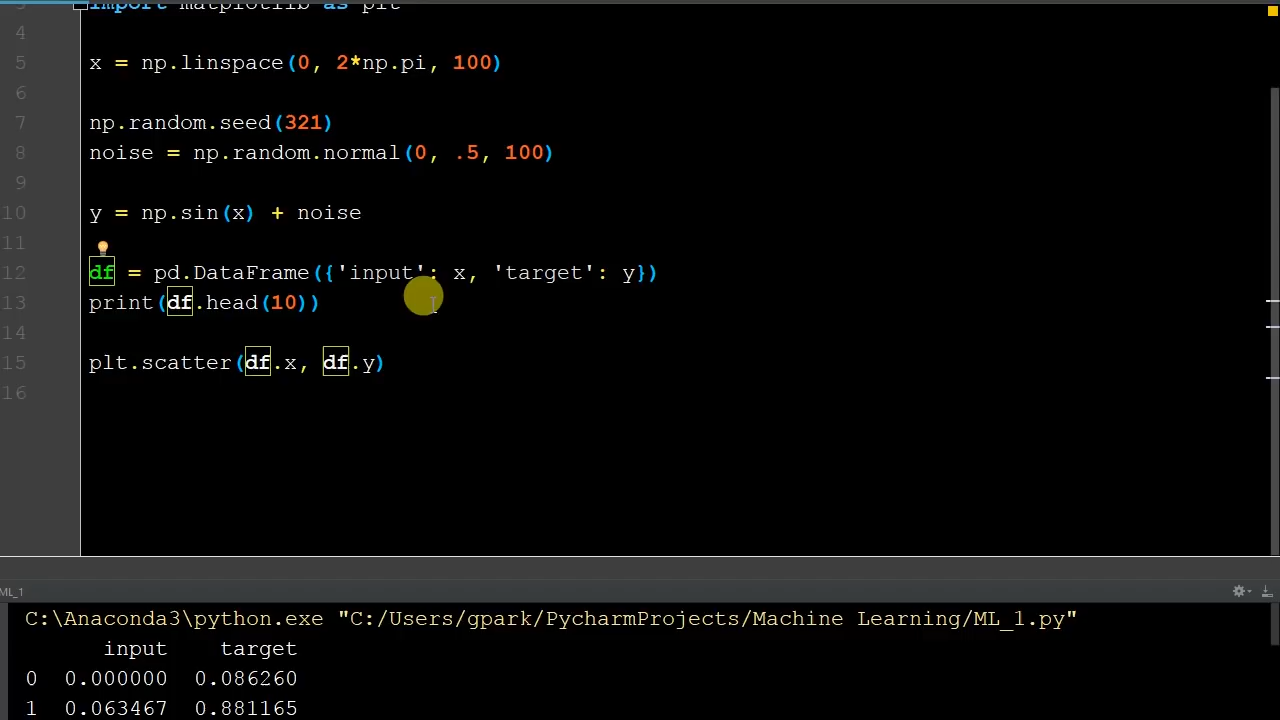 3 import matplotlib as plt
4
5 x = np.linspace(0, 2*np.pi, 100)
6
7 np.random.seed(321)
8 noise = np.random.normal(0, .5, 100)
9
10 y = np.sin(x) + noise
11
12 df = pd.DataFrame({'input': x, 'target': y})
13 print(df.head(10))
14
15 plt.scatter(df.x, df.y)
16
ML_1
C:\Anaconda3\python.exe "C:/Users/gpark/PycharmProjects/Machine Learning/ML_1.py"
input target
0 0.000000 0.086260
1 0.063467 0.881165